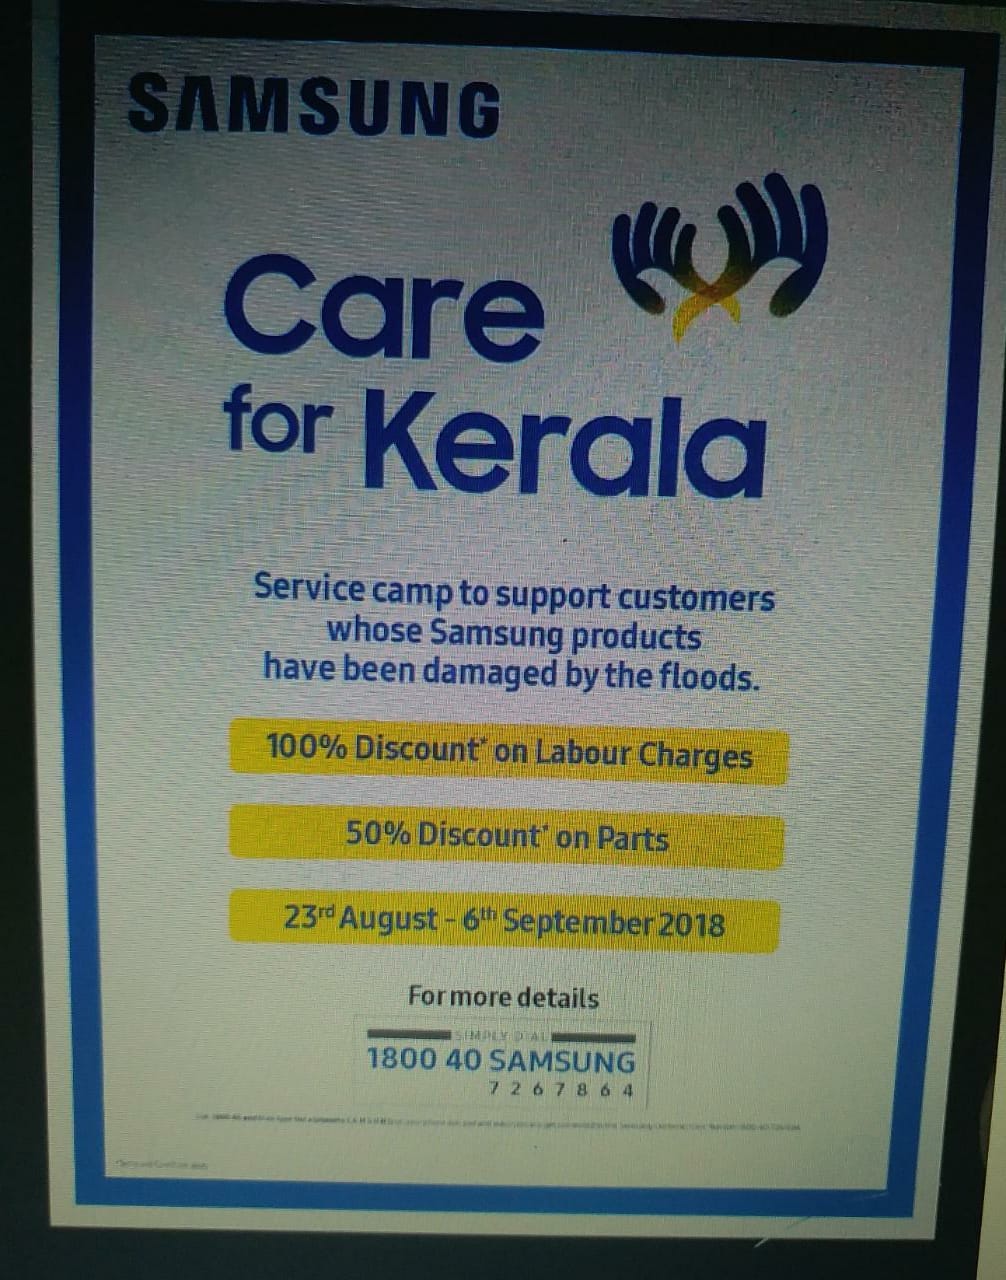 SAMSUNG
Care
for Kerala
Service camp to support customers
whose Samsung products
have been damaged by the floods.
100% Discount* on Labour Charges
50% Discount* on Parts
23rd August - 6th September 2018
For more details
SIMPLY DIAL
1800 40 SAMSUNG
7 2 6 7 8 6 4